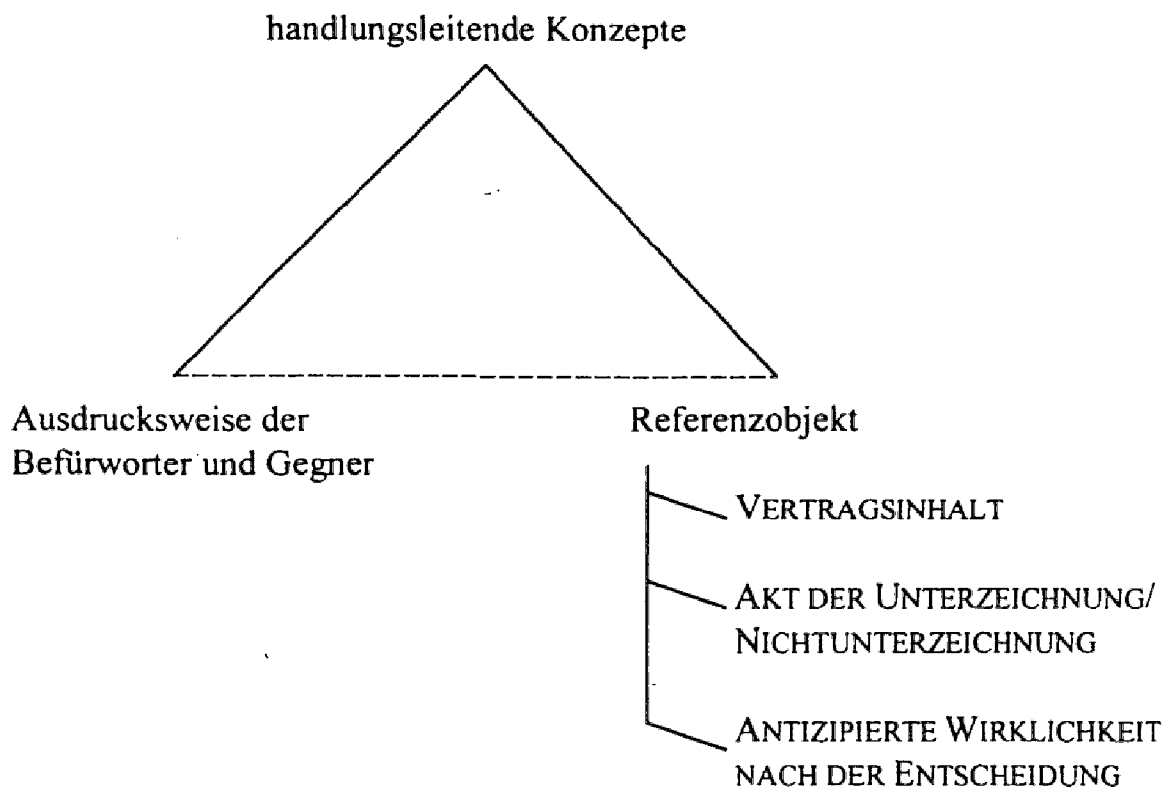 handlungsleitende Konzepte
Ausdrucksweise der
Befürworter und Gegner
Referenzobjekt
VERTRAGSINHALT
AKT DER UNTERZEICHNUNG/
NICHTUNTERZEICHNUNG
ANTIZIPIERTE WIRKLICHKEIT
NACH DER ENTSCHEIDUNG